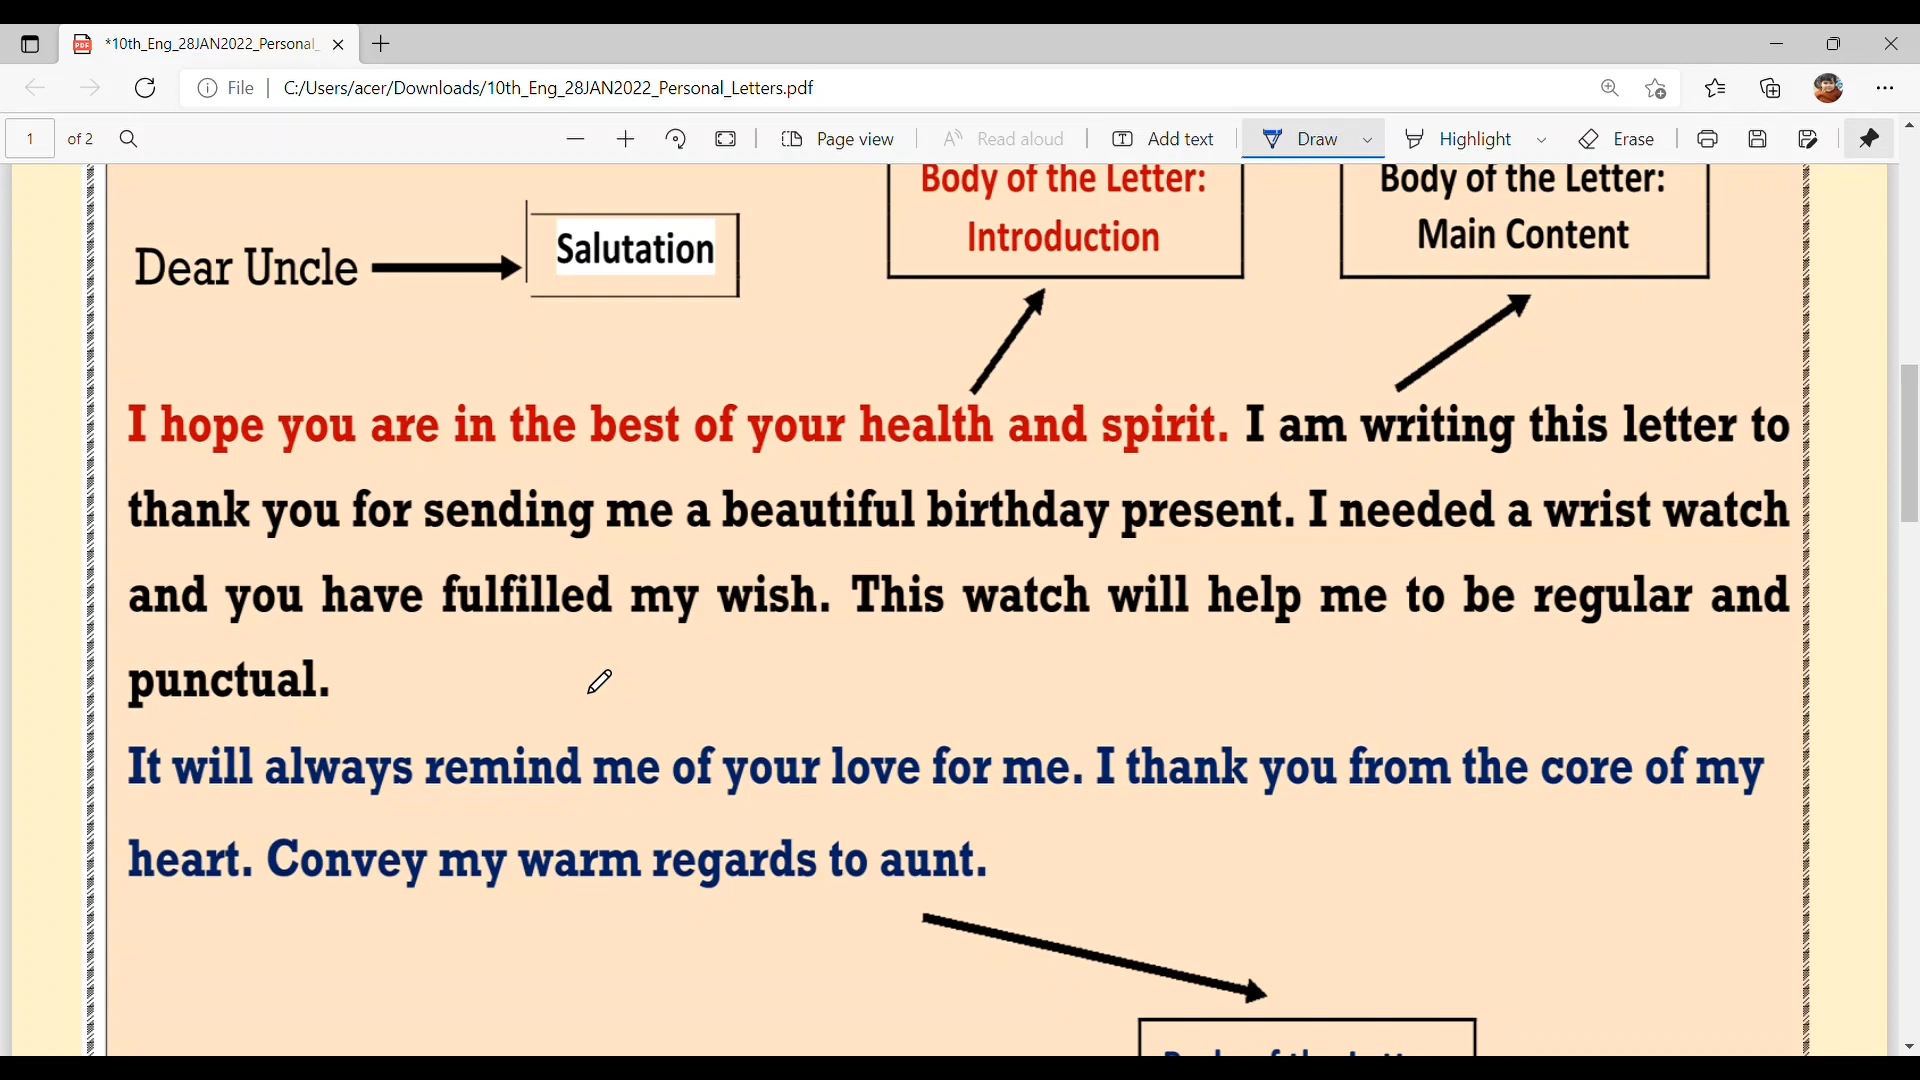 *10th_Eng_28JAN2022_Personal_
File
C:/Users/acer/Downloads/10th_Eng_28JAN2022_Personal_Letters.pdf
1 of 2
Page view
Read aloud
Add text
Draw
Highlight
Erase
Body of the Letter:
Introduction
Body of the Letter:
Main Content
Dear Uncle
Salutation
I hope you are in the best of your health and spirit. I am writing this letter to
thank you for sending me a beautiful birthday present. I needed a wrist watch
and you have fulfilled my wish. This watch will help me to be regular and
punctual.
It will always remind me of your love for me. I thank you from the core of my
heart. Convey my warm regards to aunt.